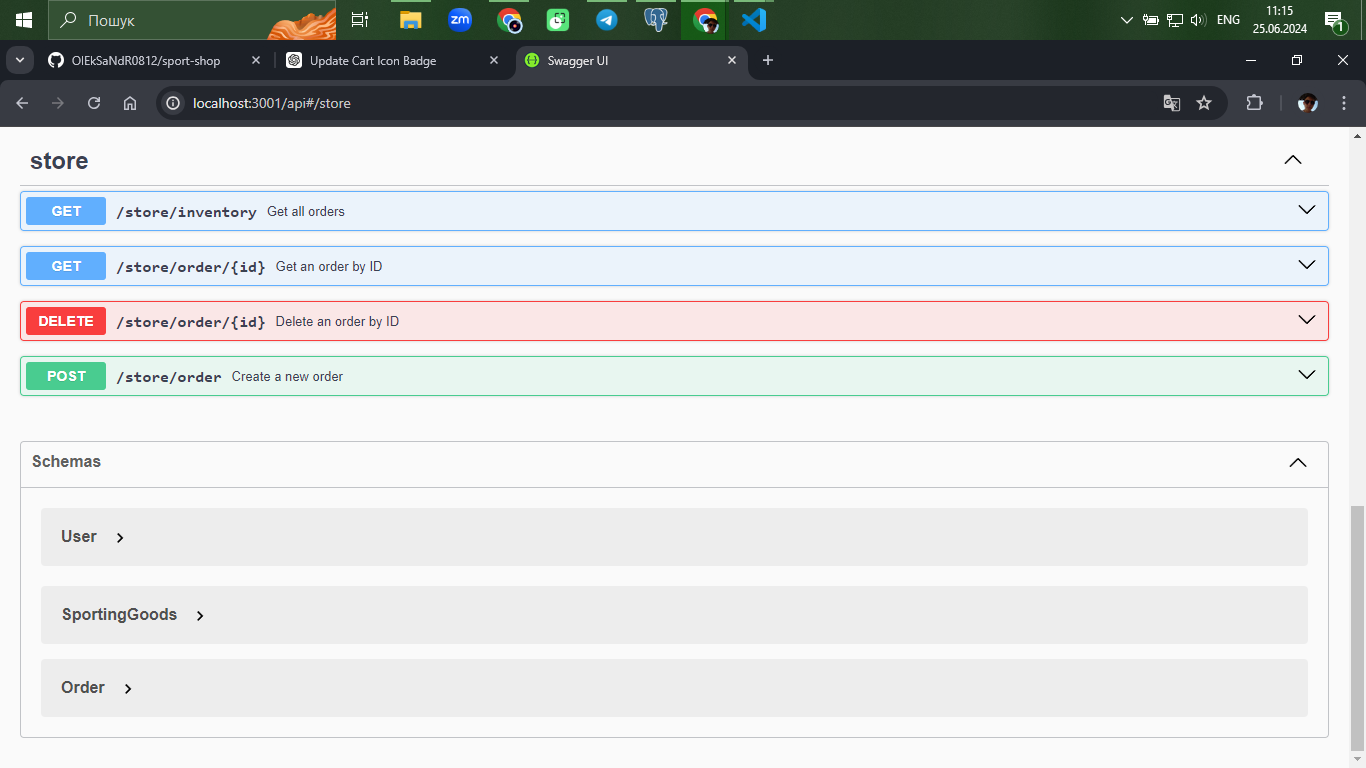 Пошук
zm
ENG
11:15
25.06.2024
1
OlEkSaNdR0812/sport-shop
Update Cart Icon Badge
Swagger UI
localhost:3001/api#/store
store
GET /store/inventory Get all orders
GET /store/order/{id} Get an order by ID
DELETE /store/order/{id} Delete an order by ID
POST /store/order Create a new order
Schemas
User
SportingGoods
Order